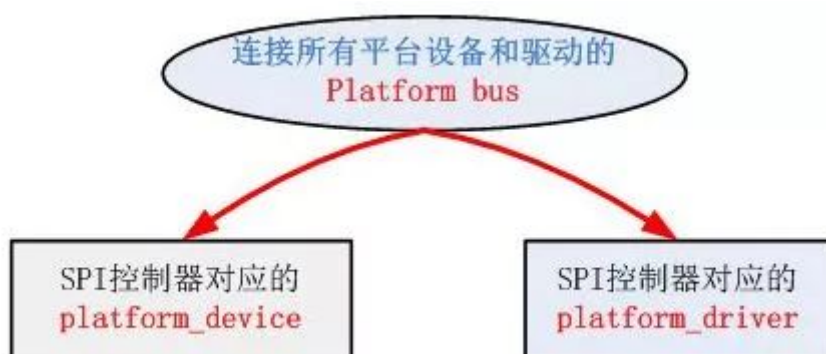 连接所有平台设备和驱动的
Platform bus
SPI控制器对应的
platform_device
SPI控制器对应的
platform_driver